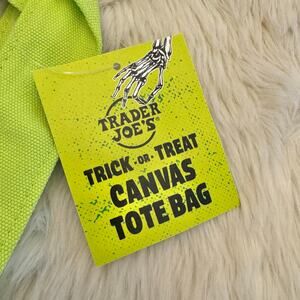 TRADER
JOE'S®
TRICK-OR-TREAT
CANVAS
TOTE BAG